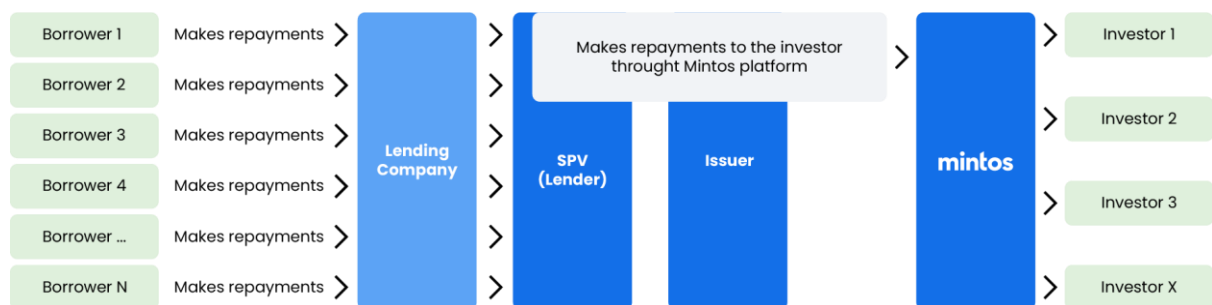 Borrower 1
Makes repayments
Borrower 2
Makes repayments
Borrower 3
Makes repayments
Borrower 4
Makes repayments
Borrower ...
Makes repayments
Borrower N
Makes repayments
Lending
Company
SPV
(Lender)
Makes repayments to the investor
throught Mintos platform
Issuer
mintos
Investor 1
Investor 2
Investor 3
Investor X